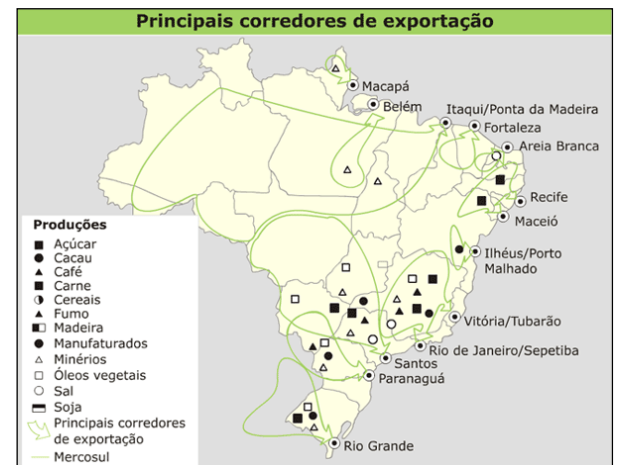 Principais corredores de exportação
Macapá
Belém
Itaqui/Ponta da Madeira
Fortaleza
Areia Branca
Recife
Maceió
Ilhéus/Porto
Malhado
Vitória/Tubarão
Rio de Janeiro/Sepetiba
Santos
Paranaguá
Rio Grande
Produções
Açúcar
Cacau
Café
Carne
Cereais
Fumo
Madeira
Manufaturados
Minérios
Óleos vegetais
Sal
Soja
Principais corredores
de exportação
Mercosul